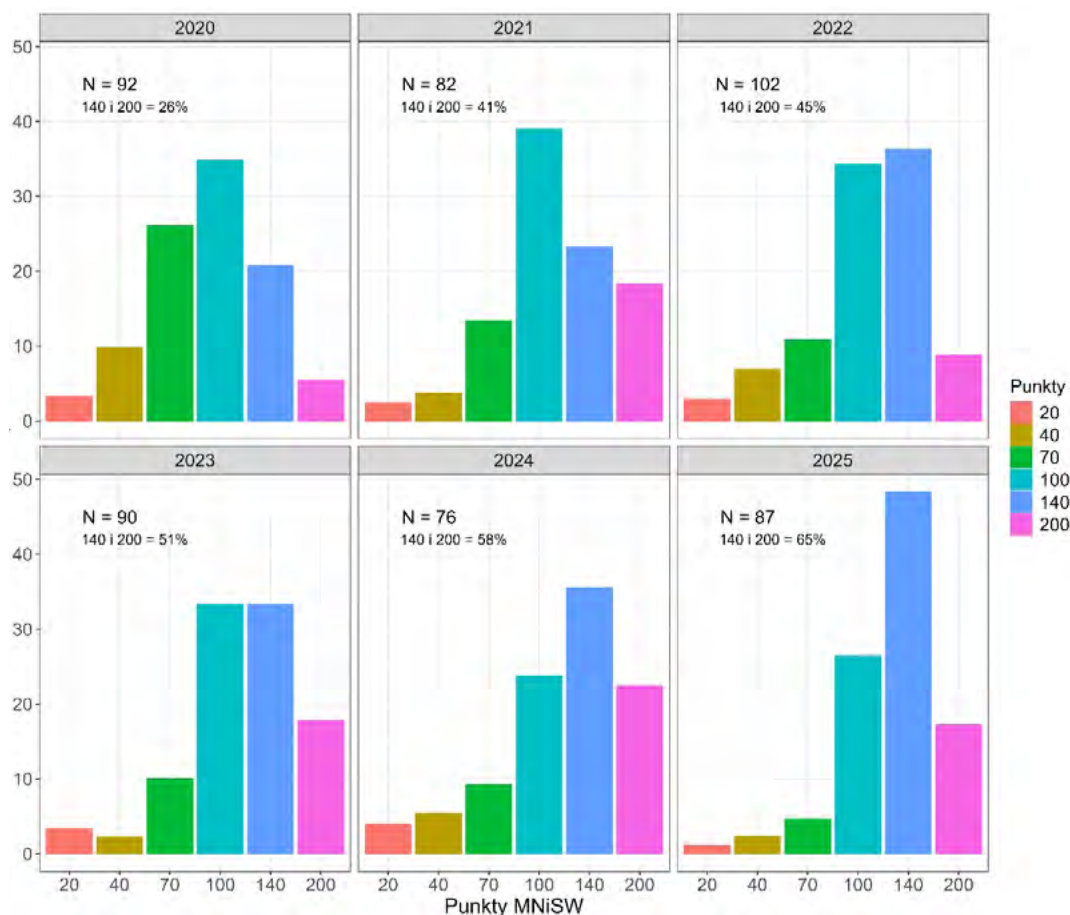 2020
2021
2022
50
40
30
20
10
0
N = 92
140 i 200 = 26%
N = 82
140 i 200 = 41%
N = 102
140 i 200 = 45%
2023
2024
2025
50
40
30
20
10
0
N = 90
140 i 200 = 51%
N = 76
140 i 200 = 58%
N = 87
140 i 200 = 65%
20 40 70 100 140 200
20 40 70 100 140 200
20 40 70 100 140 200
Punkty MNiSW
Punkty
20
40
70
100
140
200